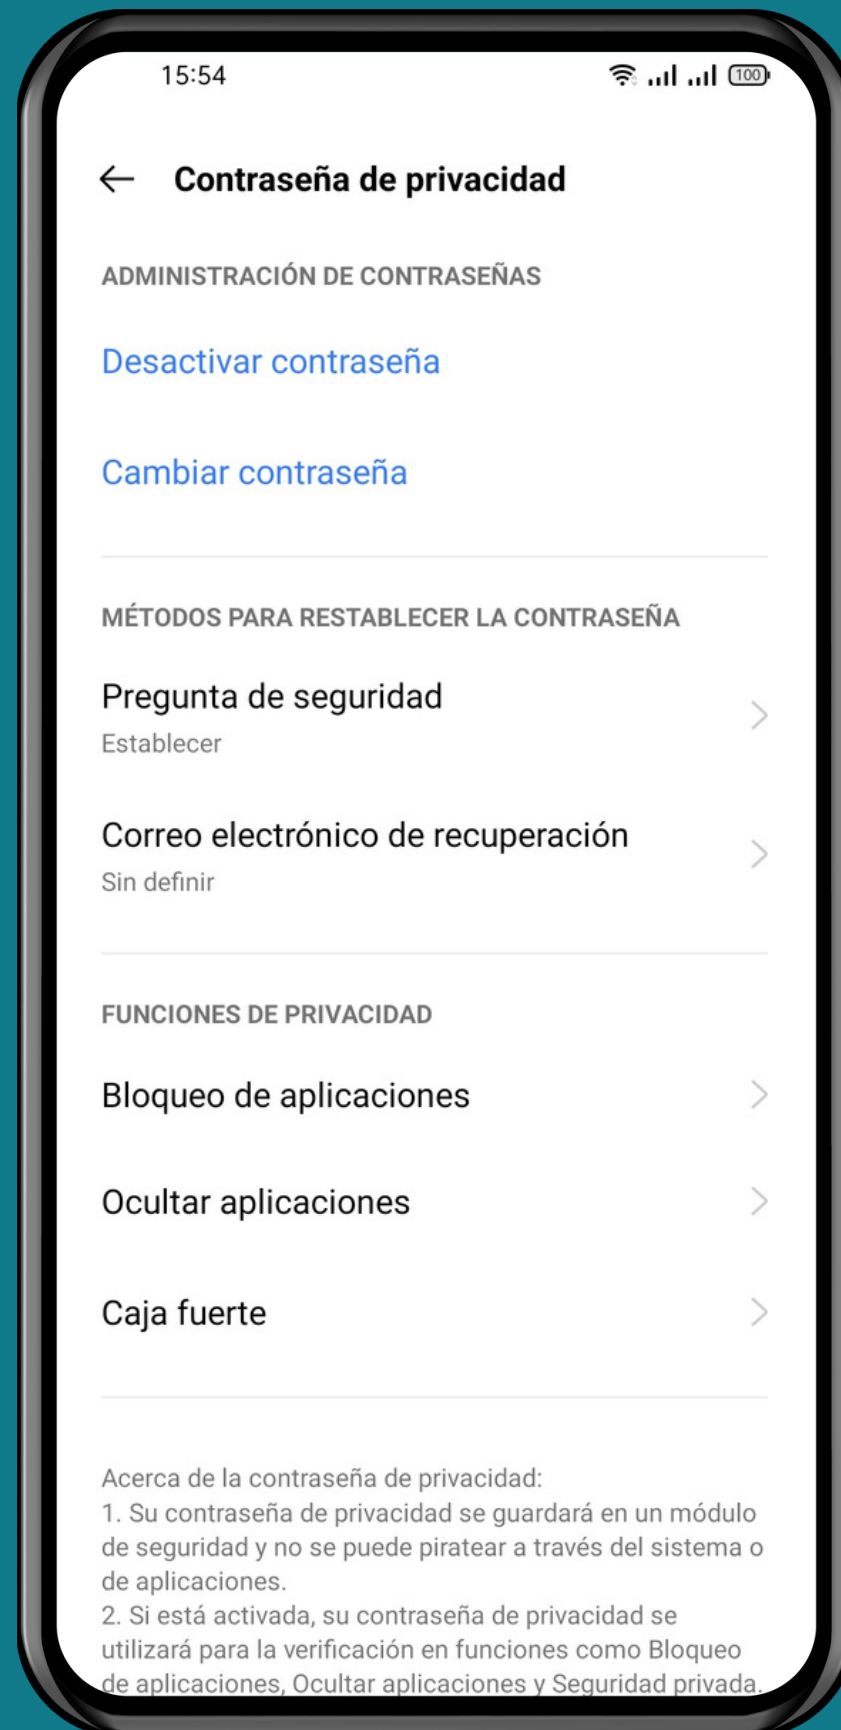 15:54
100
Contraseña de privacidad
ADMINISTRACIÓN DE CONTRASEÑAS
Desactivar contraseña
Cambiar contraseña
MÉTODOS PARA RESTABLECER LA CONTRASEÑA
Pregunta de seguridad
Establecer
Correo electrónico de recuperación
Sin definir
FUNCIONES DE PRIVACIDAD
Bloqueo de aplicaciones
Ocultar aplicaciones
Caja fuerte
Acerca de la contraseña de privacidad:
1. Su contraseña de privacidad se guardará en un módulo
de seguridad y no se puede piratear a través del sistema o
de aplicaciones.
2. Si está activada, su contraseña de privacidad se
utilizará para la verificación en funciones como Bloqueo
de aplicaciones, Ocultar aplicaciones y Seguridad privada.